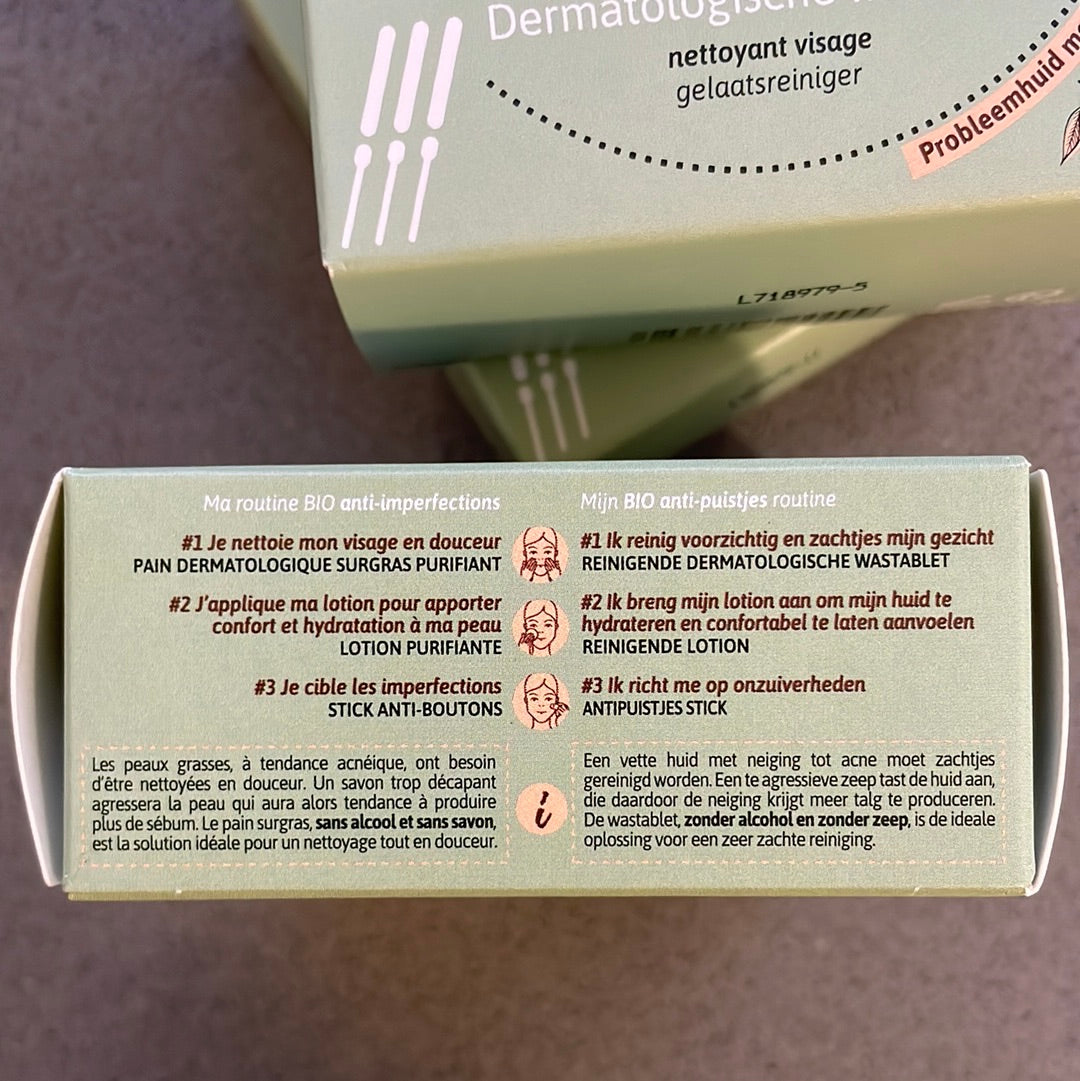 Dermatologische
nettoyant visage
gelaatsreiniger
Probleemhuid
L718979-5
Ma routine BIO anti-imperfections
#1 Je nettoie mon visage en douceur
PAIN DERMATOLOGIQUE SURGRAS PURIFIANT
#2 J'applique ma lotion pour apporter
confort et hydratation à ma peau
LOTION PURIFIANTE
#3 Je cible les imperfections
STICK ANTI-BOUTONS
Les peaux grasses, à tendance acnéique, ont besoin
d'être nettoyées en douceur. Un savon trop décapant
agressera la peau qui aura alors tendance à produire
plus de sébum. Le pain surgras, sans alcool et sans savon,
est la solution idéale pour un nettoyage tout en douceur.
i
Mijn BIO anti-puistjes routine
#1 Ik reinig voorzichtig en zachtjes mijn gezicht
REINIGENDE DERMATOLOGISCHE WASTABLET
#2 Ik breng mijn lotion aan om mijn huid te
hydrateren en confortabel te laten aanvoelen
REINIGENDE LOTION
#3 Ik richt me op onzuiverheden
ANTIPUISTJES STICK
Een vette huid met neiging tot acne moet zachtjes
gereinigd worden. Een te agressieve zeep tast de huid aan,
die daardoor de neiging krijgt meer talg te produceren.
De wastablet, zonder alcohol en zonder zeep, is de ideale
oplossing voor een zeer zachte reiniging.